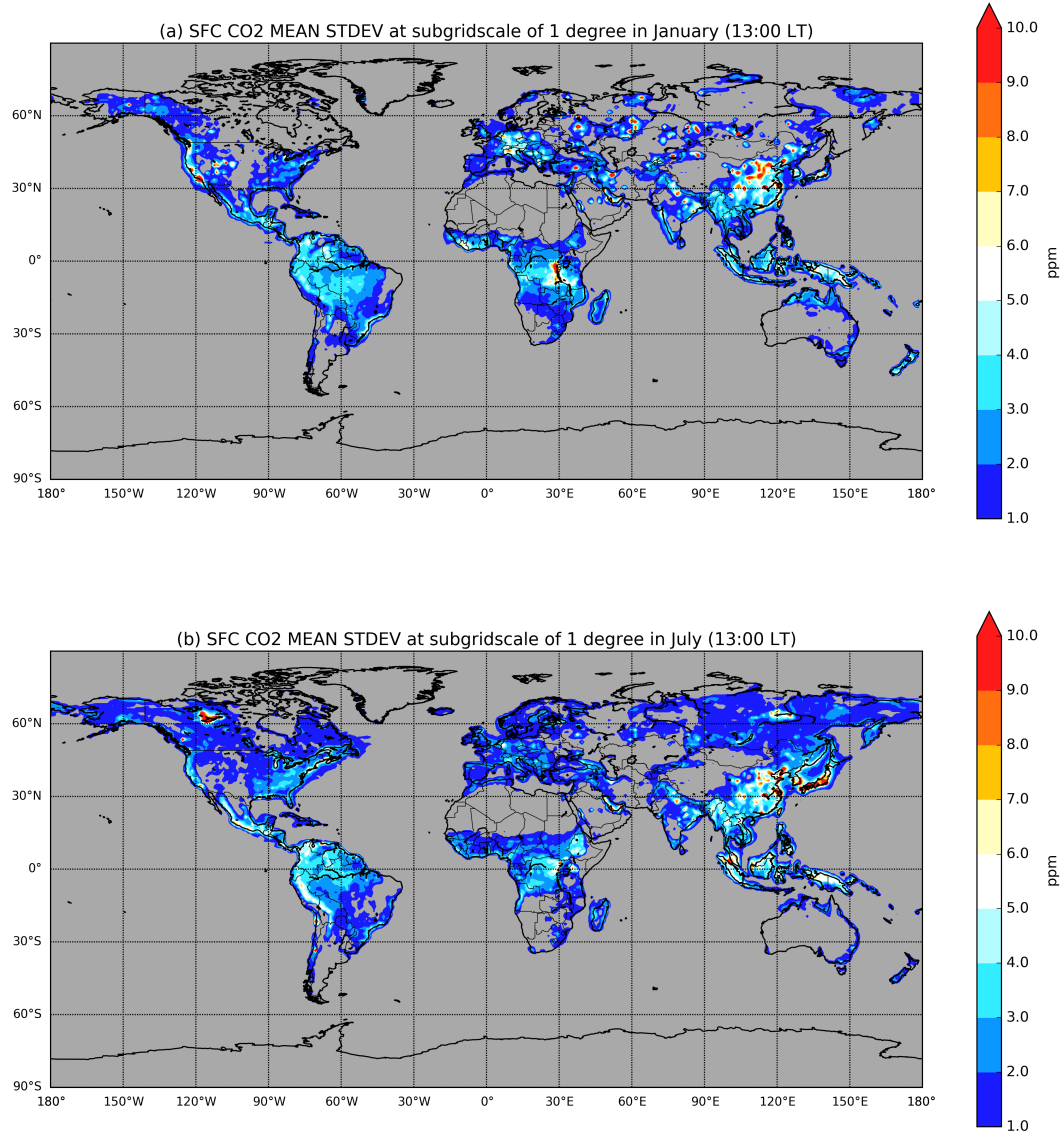 (a) SFC CO2 MEAN STDEV at subgridscale of 1 degree in January (13:00 LT)
60°N
30°N
0°
30°S
60°S
90°S
180° 150°W 120°W 90°W 60°W 30°W 0° 30°E 60°E 90°E 120°E 150°E 180°
10.0
9.0
8.0
7.0
6.0
5.0
4.0
3.0
2.0
1.0
ppm
(b) SFC CO2 MEAN STDEV at subgridscale of 1 degree in July (13:00 LT)
60°N
30°N
0°
30°S
60°S
90°S
180° 150°W 120°W 90°W 60°W 30°W 0° 30°E 60°E 90°E 120°E 150°E 180°
10.0
9.0
8.0
7.0
6.0
5.0
4.0
3.0
2.0
1.0
ppm